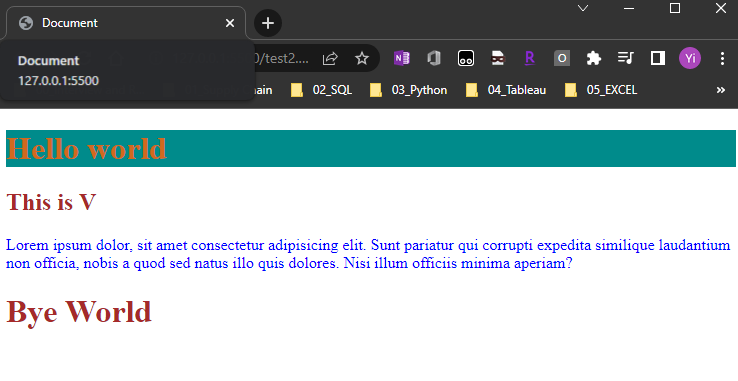 Document
Yi
Document
127.0.0.1:5500
0/test2....
02_SQL
03_Python
04_Tableau
05_EXCEL
Hello world
This is V
Lorem ipsum dolor, sit amet consectetur adipisicing elit. Sunt pariatur qui corrupti expedita similique laudantium
non officia, nobis a quod sed natus illo quis dolores. Nisi illum officiis minima aperiam?
Bye World